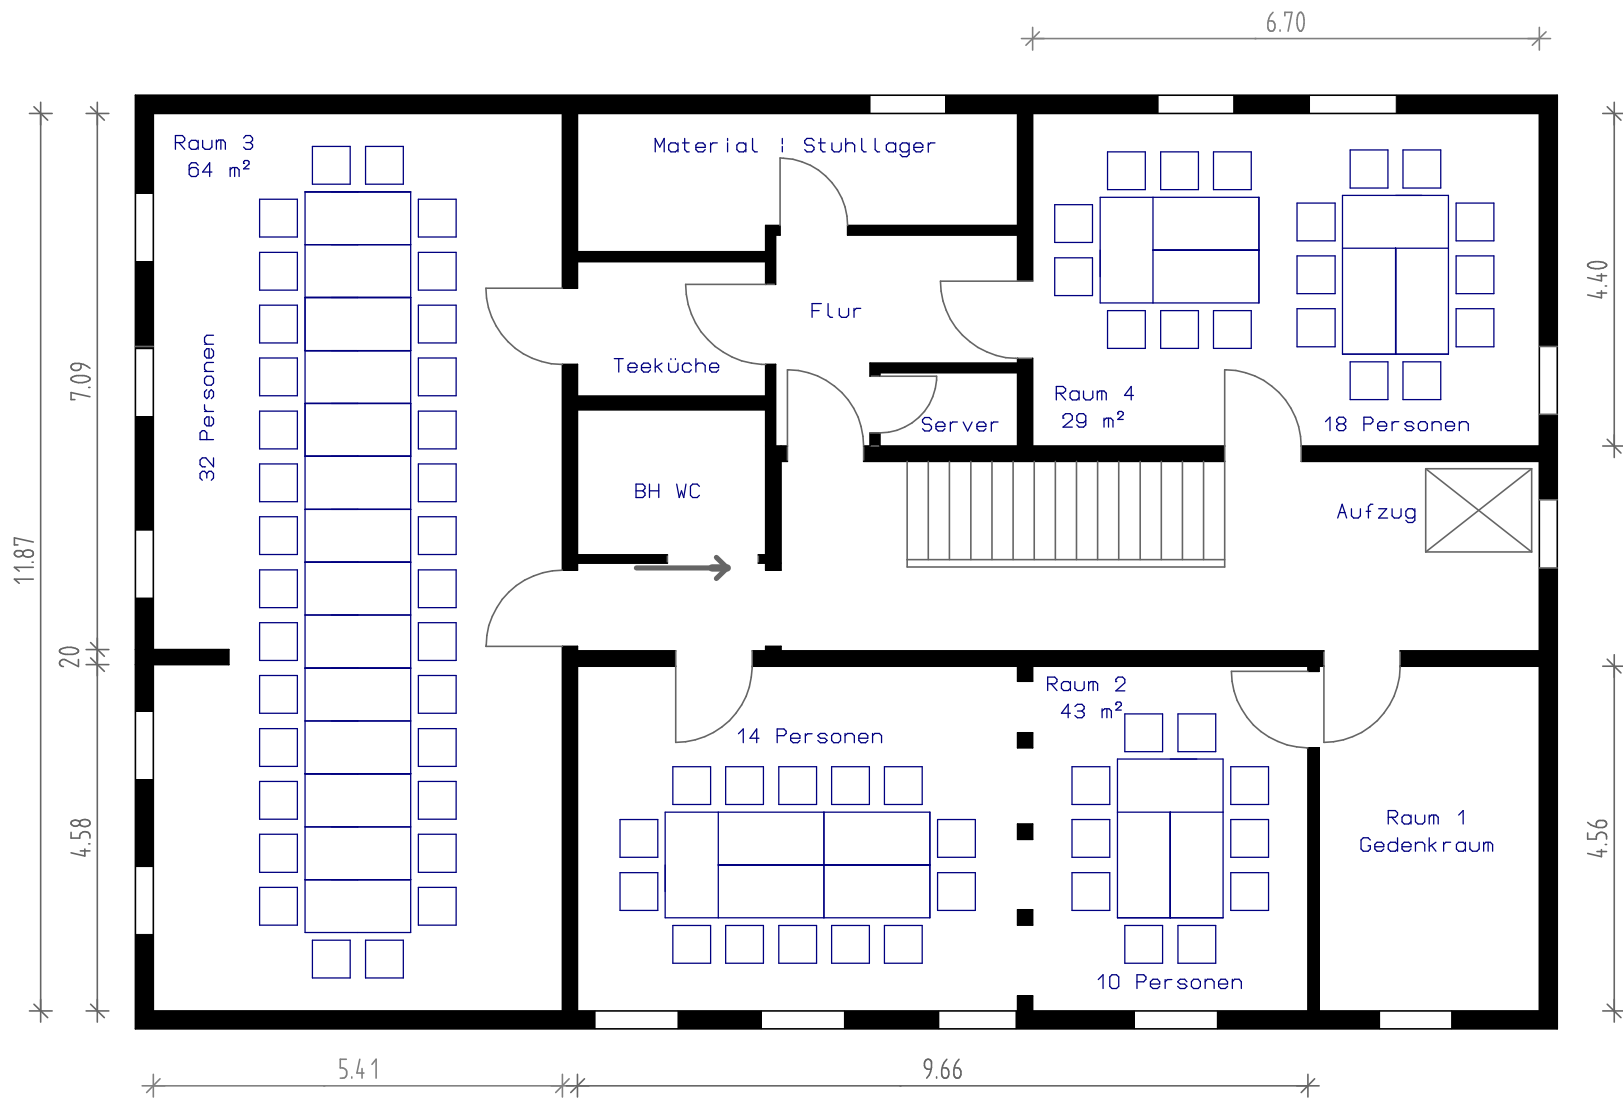 6.70
Raum 3
64 m²
Material ¦ Stuhllager
4.40
Flur
7.09
32 Personen
Teeküche
Raum 4
29 m²
18 Personen
Server
BH WC
Aufzug
11.87
20
Raum 2
43 m²
14 Personen
4.58
Raum 1
Gedenkraum
4.56
10 Personen
5.41
9.66